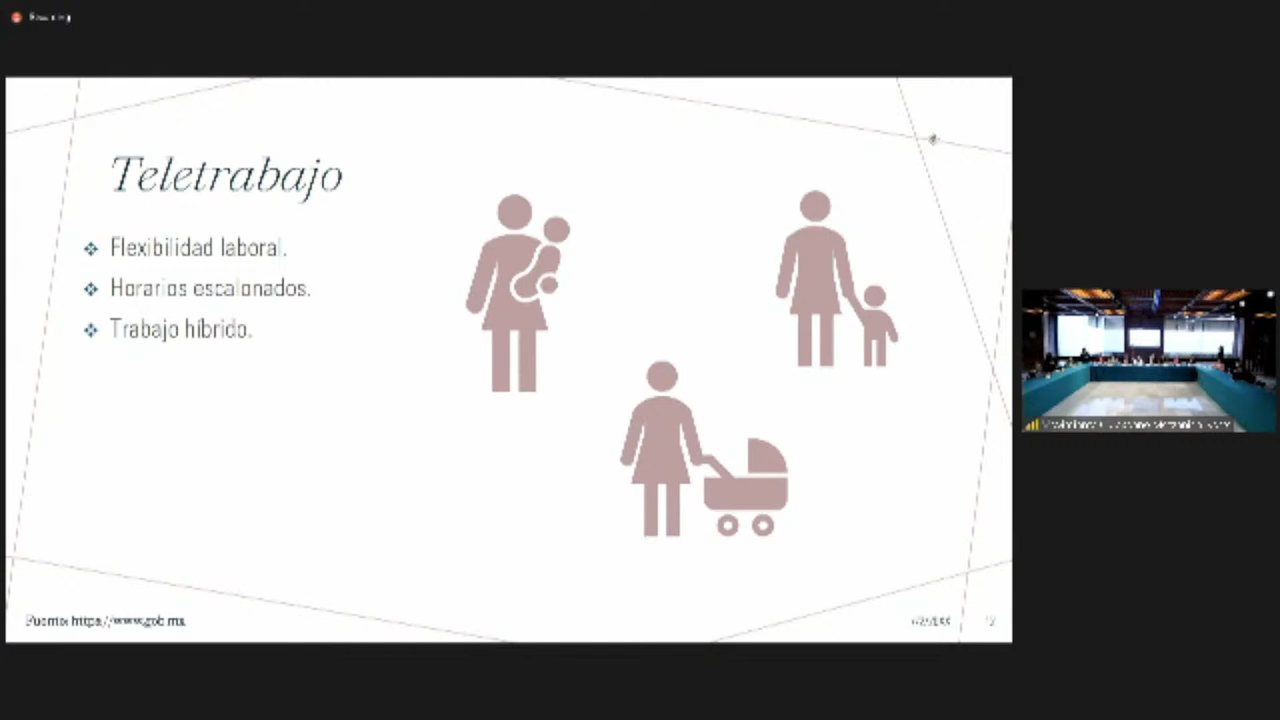 Teletrabajo
Flexibilidad laboral.
Horarios escalonados.
Trabajo híbrido.
Fuente: https://www.gob.mx